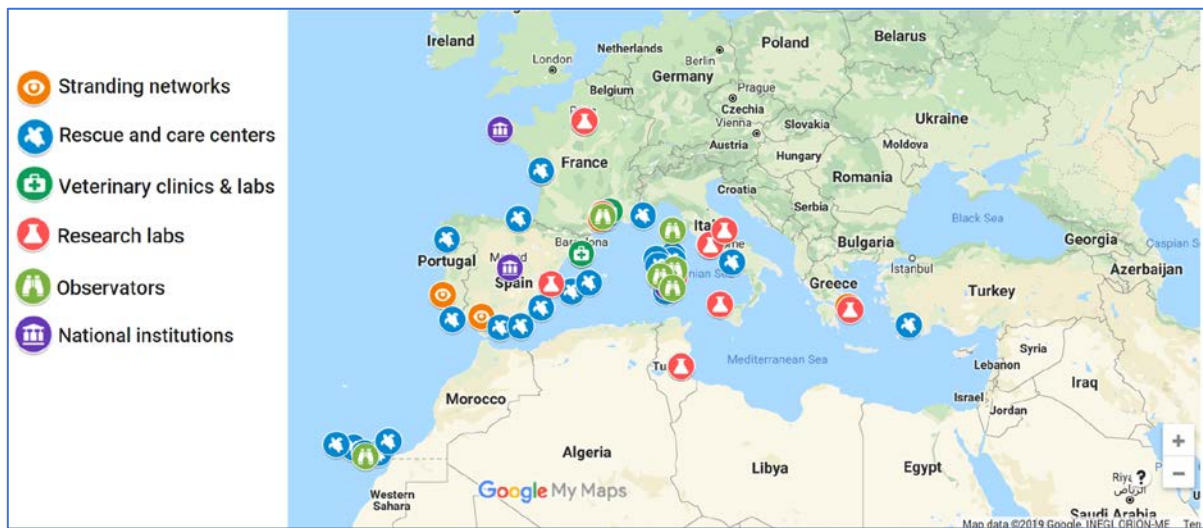 Stranding networks
Rescue and care centers
Veterinary clinics & labs
Research labs
Observators
National institutions
Ireland
Netherlands
London
Berlin
Poland
Belarus
Germany
Belgium
Prague
Czechia
Vienna
Slovakia
Ukraine
Austria
Moldova
Hungary
France
Romania
Croatia
Serbia
Black Sea
Bulgaria
Georgia
Portugal
Spain
İstanbul
Azerbaijan
Greece
Turkey
Syria
Mediterranean Sea
Lebanon
Iraq
Israel
Jordan
Morocco
Algeria
Libya
Egypt
Western
Sahara
Google My Maps
+
−
?
الرياض
Saudi Arabia
Map data ©2019 Google, INEGI, ORION-ME